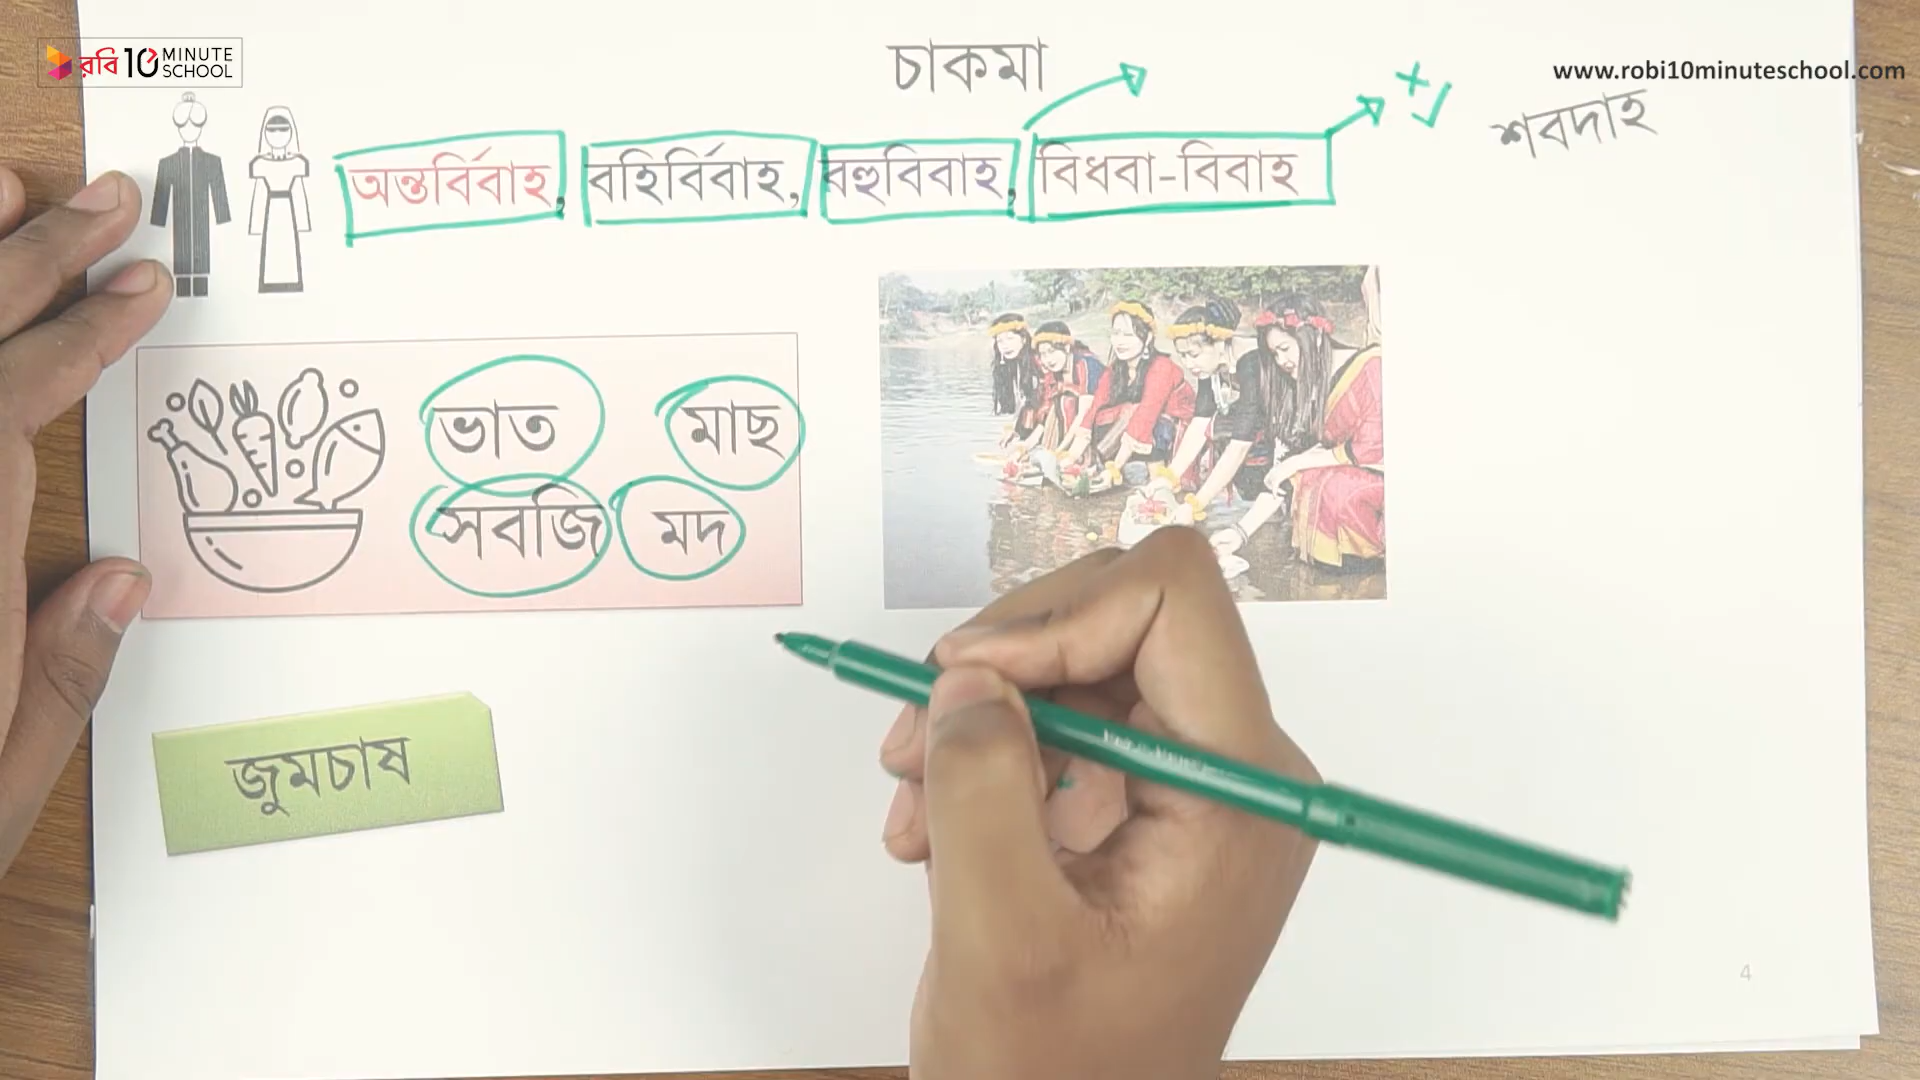 রবি 10 MINUTE SCHOOL
www.robi10minuteschool.com
চাকমা
শবদাহ
অন্তর্বিবাহ, বহির্বিবাহ, বহুবিবাহ, বিধবা-বিবাহ
ভাত মাছ
সবজি মদ
জুমচাষ
4